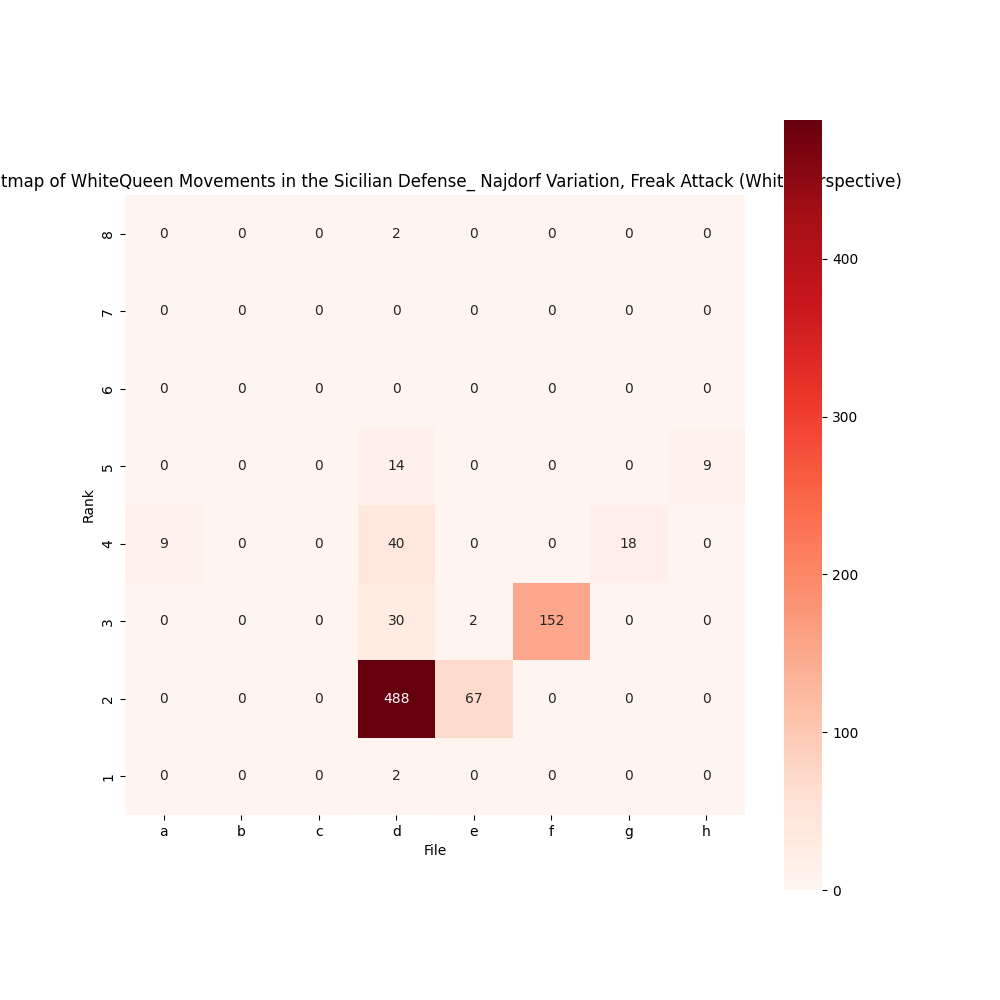 tmap of WhiteQueen Movements in the Sicilian Defense_ Najdorf Variation, Freak Attack (Whit rspective)
8 0 0 0 2 0 0 0 0
7 0 0 0 0 0 0 0 0
6 0 0 0 0 0 0 0 0
5 0 0 0 14 0 0 0 9
4 9 0 0 40 0 0 18 0
3 0 0 0 30 2 152 0 0
2 0 0 0 488 67 0 0 0
1 0 0 0 2 0 0 0 0
a b c d e f g h
File
Rank
400
300
200
100
0